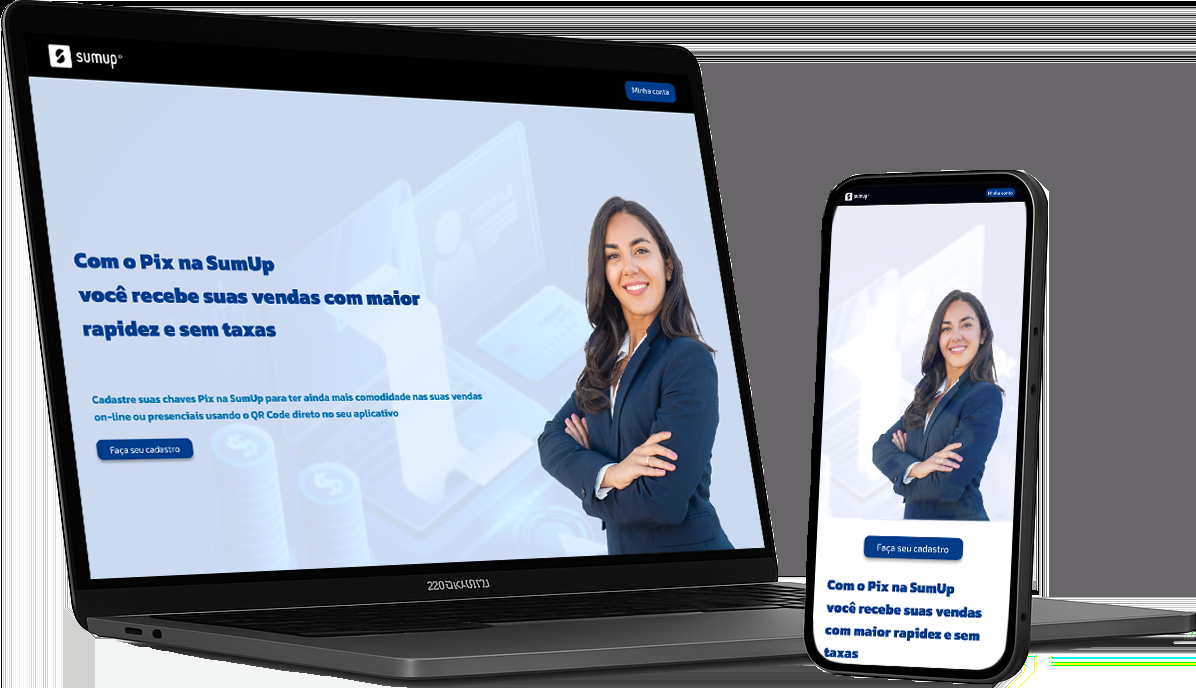 sumup
Minha conta
Com o Pix na SumUp
você recebe suas vendas com maior
rapidez e sem taxas
Cadastre suas chaves Pix na SumUp para ter ainda mais comodidade nas suas vendas
on-line ou presenciais usando o QR Code direto no seu aplicativo
Faça seu cadastro
sumup
Minha conta
Faça seu cadastro
Com o Pix na SumUp
você recebe suas vendas
com maior rapidez e sem
taxas